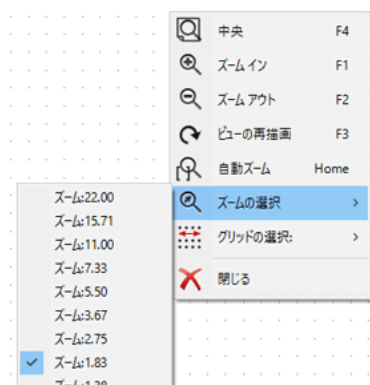 中央 F4
ズーム イン F1
ズーム アウト F2
ビューの再描画 F3
自動ズーム Home
ズームの選択
グリッドの選択:
閉じる
ズーム:22.00
ズーム:15.71
ズーム:11.00
ズーム:7.33
ズーム:5.50
ズーム:3.67
ズーム:2.75
ズーム:1.83